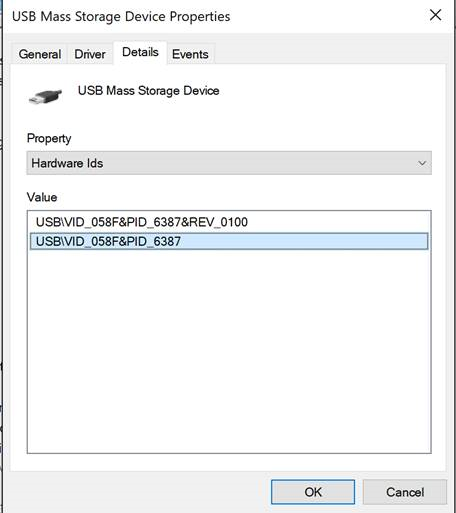 USB Mass Storage Device Properties
General Driver Details Events
USB Mass Storage Device
Property
Hardware Ids
Value
USB\VID_058F&PID_6387&REV_0100
USB\VID_058F&PID_6387
OK Cancel